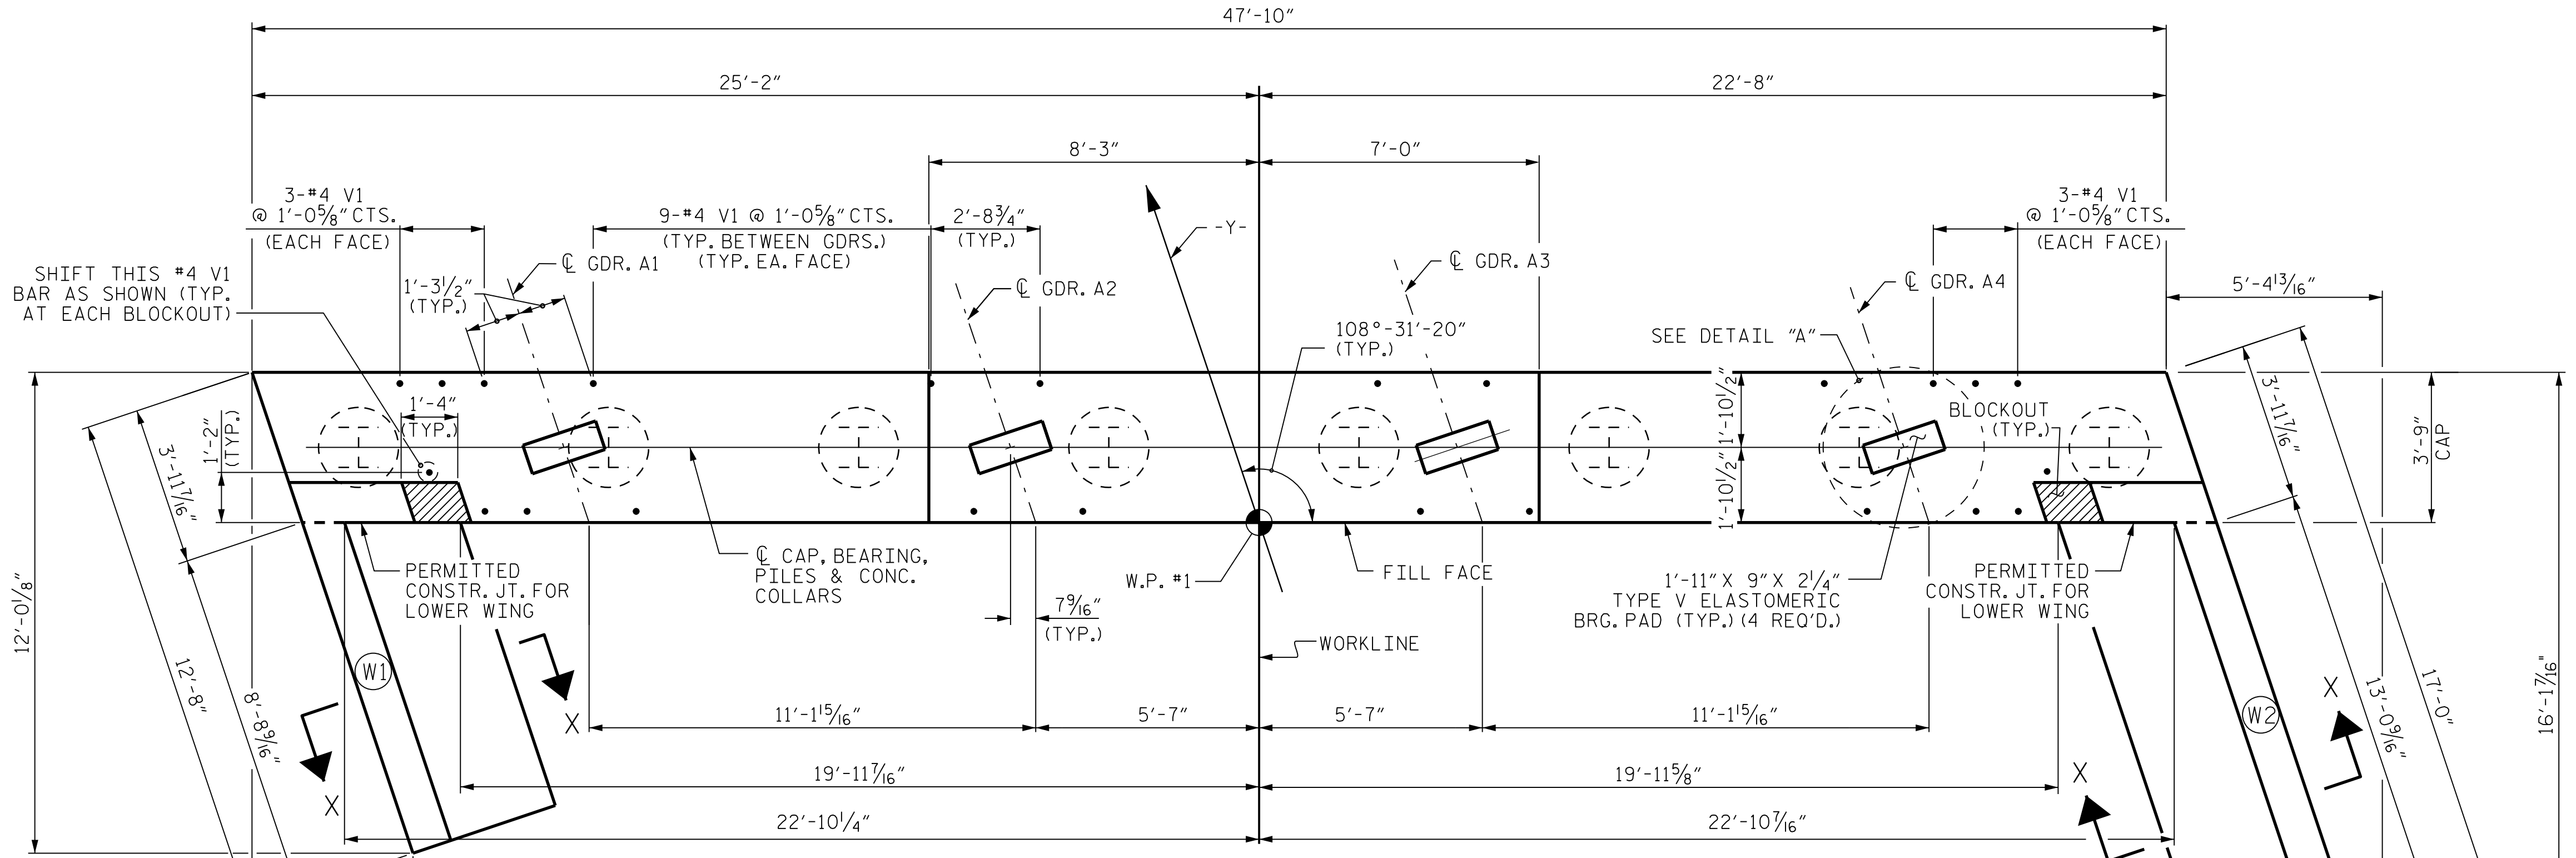 47'-10"
25'-2"
22'-8"
8'-3"
7'-0"
3-#4 V1
@ 1'-0⅝" CTS.
(EACH FACE)
9-#4 V1 @ 1'-0⅝" CTS.
(TYP. BETWEEN GDRS.)
(TYP. EA. FACE)
2'-8¾"
(TYP.)
-Y-
3-#4 V1
@ 1'-0⅝" CTS.
(EACH FACE)
SHIFT THIS #4 V1
BAR AS SHOWN (TYP.
AT EACH BLOCKOUT)
1'-3½"
(TYP.)
℄ GDR. A1
℄ GDR. A2
℄ GDR. A3
℄ GDR. A4
5'-4¹³⁄₁₆"
108°-31'-20"
(TYP.)
SEE DETAIL "A"
1'-4"
(TYP.)
1'-2"
(TYP.)
1'-10½"
1'-10½"
BLOCKOUT
(TYP.)
3'-11⁷⁄₁₆"
3'-11⁷⁄₁₆"
3'-9"
CAP
12'-0⅛"
12'-8"
8'-8⁹⁄₁₆"
PERMITTED
CONSTR. JT. FOR
LOWER WING
℄ CAP, BEARING,
PILES & CONC.
COLLARS
W.P. #1
FILL FACE
1'-11" X 9" X 2¼"
TYPE V ELASTOMERIC
BRG. PAD (TYP.) (4 REQ'D.)
PERMITTED
CONSTR. JT. FOR
LOWER WING
7⁹⁄₁₆"
(TYP.)
WORKLINE
W1
W2
X
X
X
X
13'-0⁹⁄₁₆"
17'-0"
16'-1⁷⁄₁₆"
11'-1¹⁵⁄₁₆"
5'-7"
5'-7"
11'-1¹⁵⁄₁₆"
19'-11⁷⁄₁₆"
19'-11⅝"
22'-10¼"
22'-10⁷⁄₁₆"